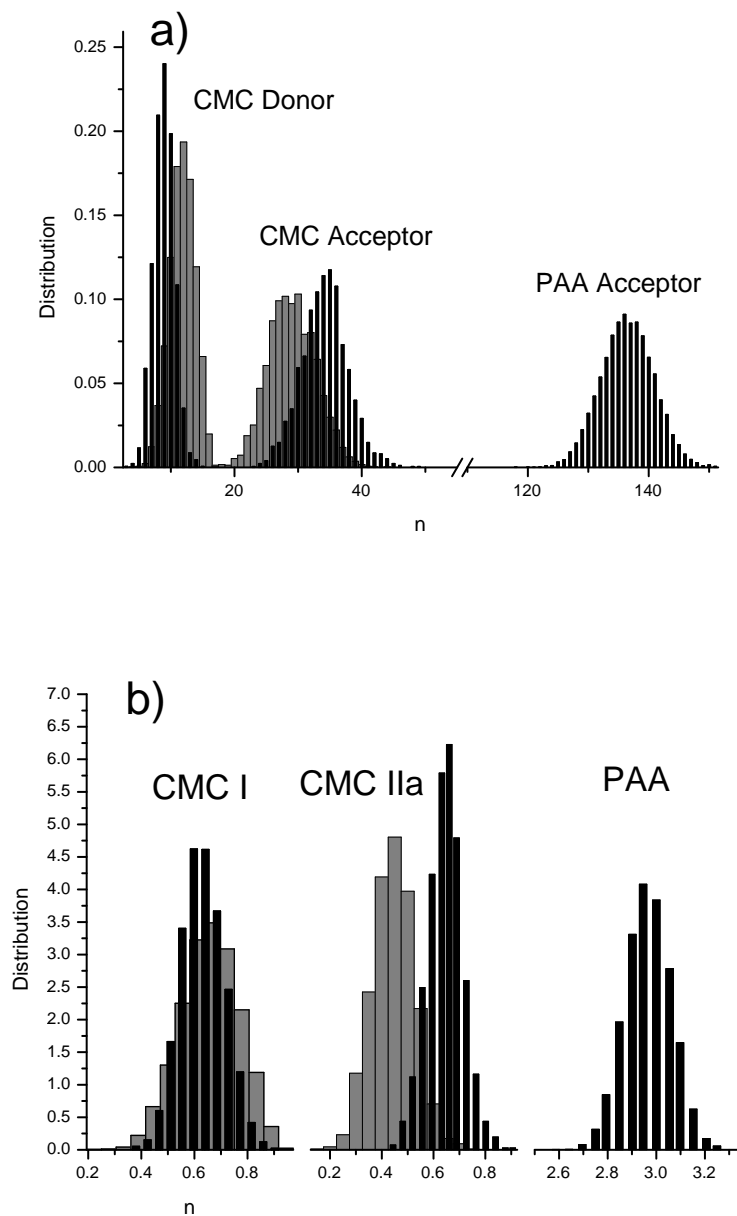 a)
0.25
CMC Donor
0.20
0.15
CMC Acceptor
PAA Acceptor
0.10
0.05
0.00
Distribution
20
40
120
140
n
b)
7.0
6.5
6.0
5.5
5.0
4.5
4.0
3.5
3.0
2.5
2.0
1.5
1.0
0.5
0.0
CMC I
CMC IIa
PAA
Distribution
0.2 0.4 0.6 0.8
0.2 0.4 0.6 0.8
2.6 2.8 3.0 3.2
n